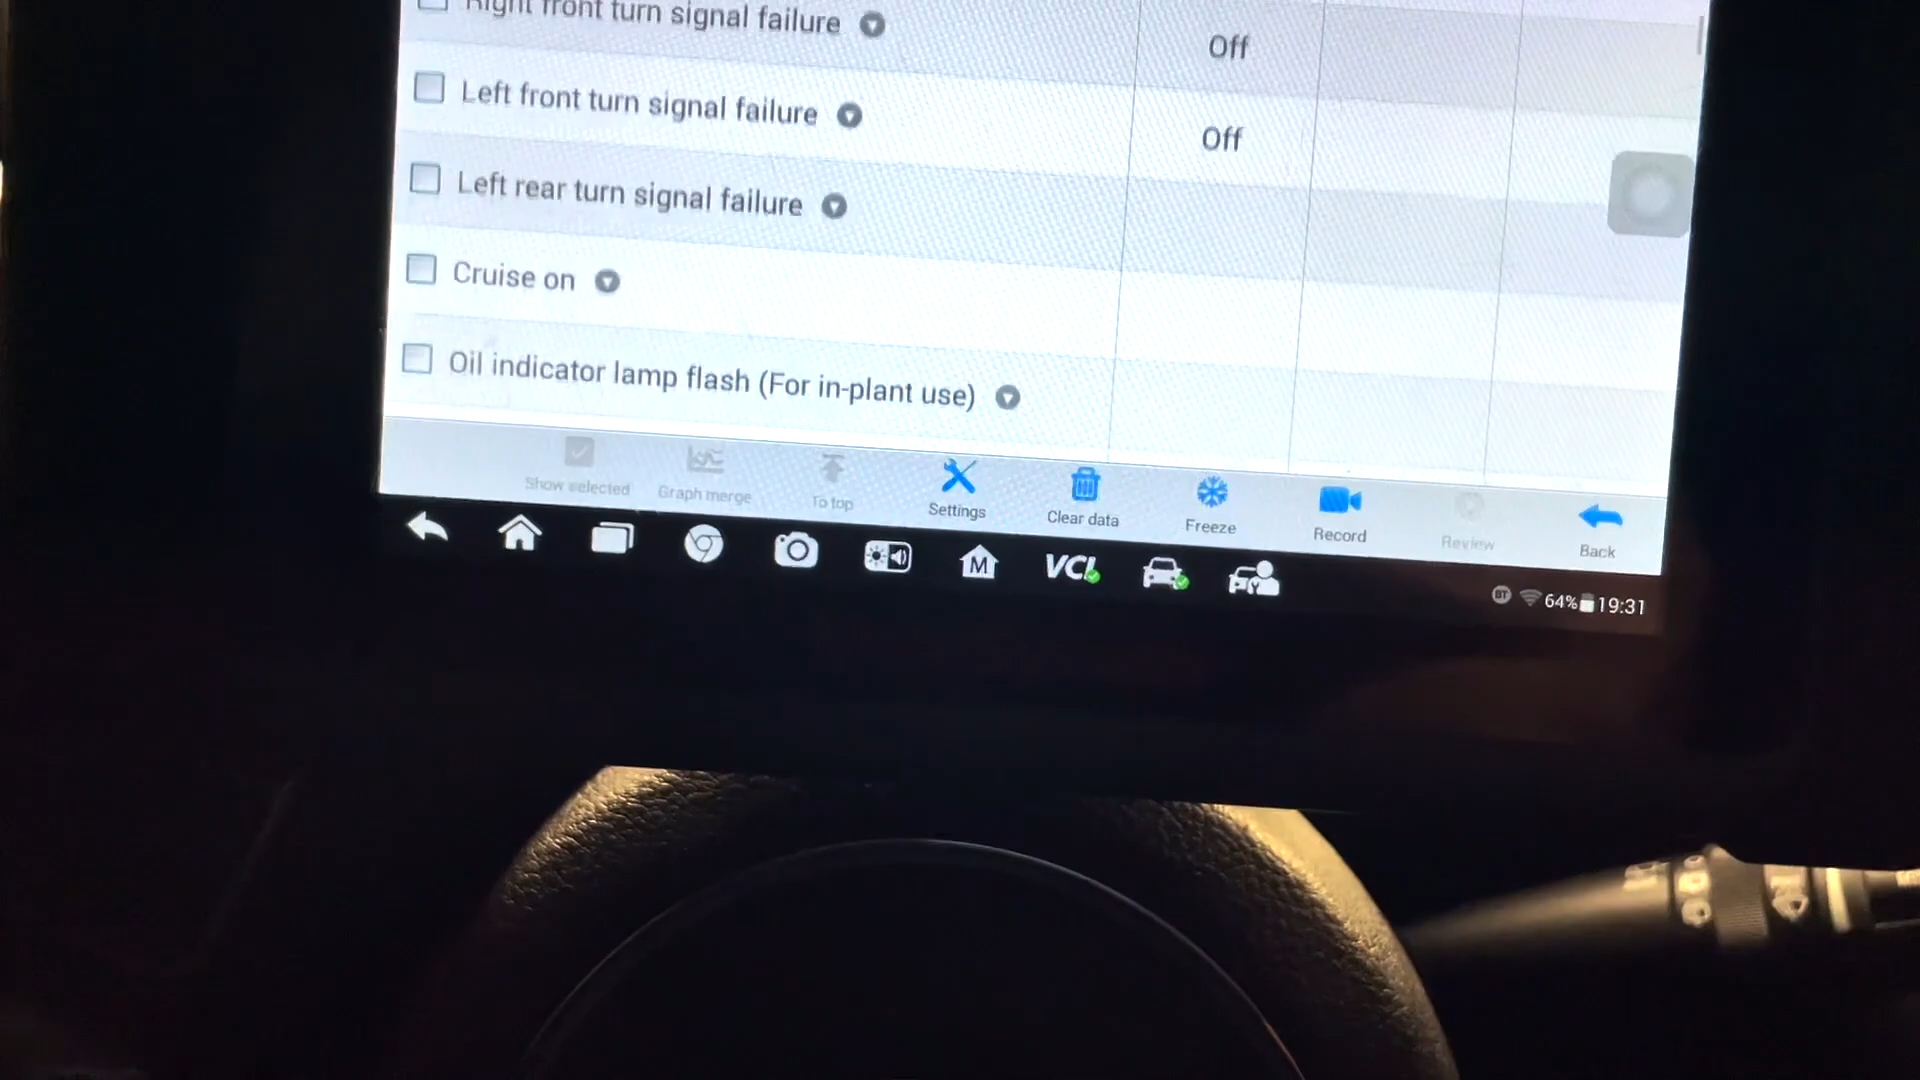 Right front turn signal failure
Off
Left front turn signal failure
Off
Left rear turn signal failure
Cruise on
Oil indicator lamp flash (For in-plant use)
Show selected
Graph merge
To top
Settings
Clear data
Freeze
Record
Review
Back
M
VCI
BT
64%
19:31